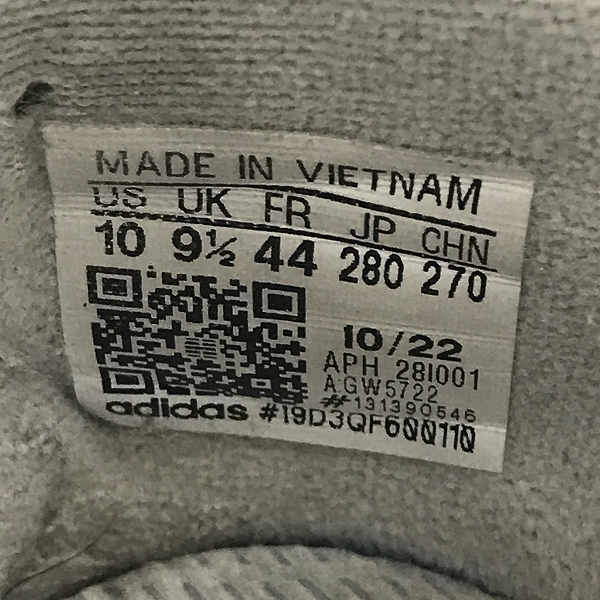 MADE IN VIETNAM
US UK FR JP CHN
10 9½ 44 280 270
10/22
APH 28I001
AGW5722
#131390546
adidas #19D3QF600110